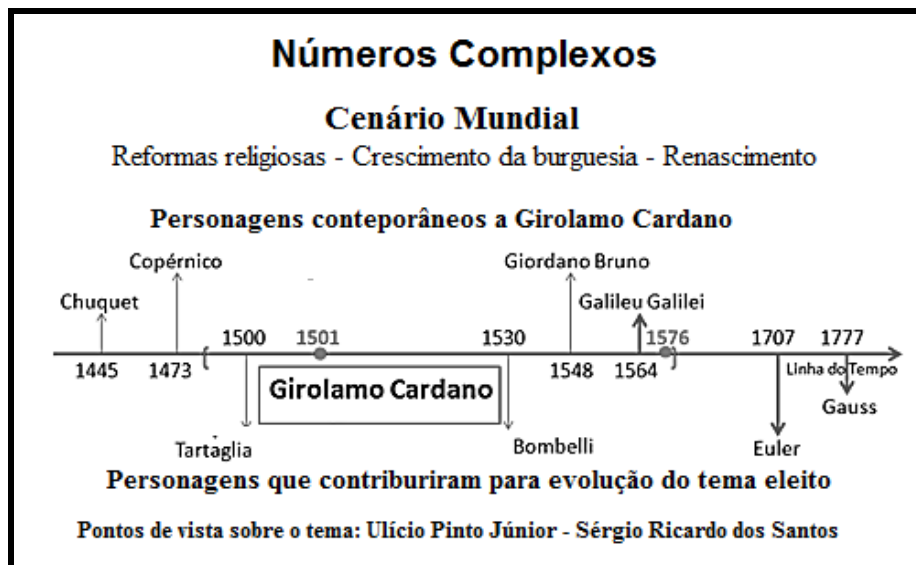 Números Complexos
Cenário Mundial
Reformas religiosas - Crescimento da burguesia - Renascimento
Personagens conteporâneos a Girolamo Cardano
Copérnico
Giordano Bruno
Chuquet
Galileu Galilei
1500
1501
1530
1576
1707
1777
1445
1473
1548
1564
Linha do Tempo
Girolamo Cardano
Gauss
Tartáglia
Bombelli
Euler
Personagens que contriburiram para evolução do tema eleito
Pontos de vista sobre o tema: Ulício Pinto Júnior - Sérgio Ricardo dos Santos